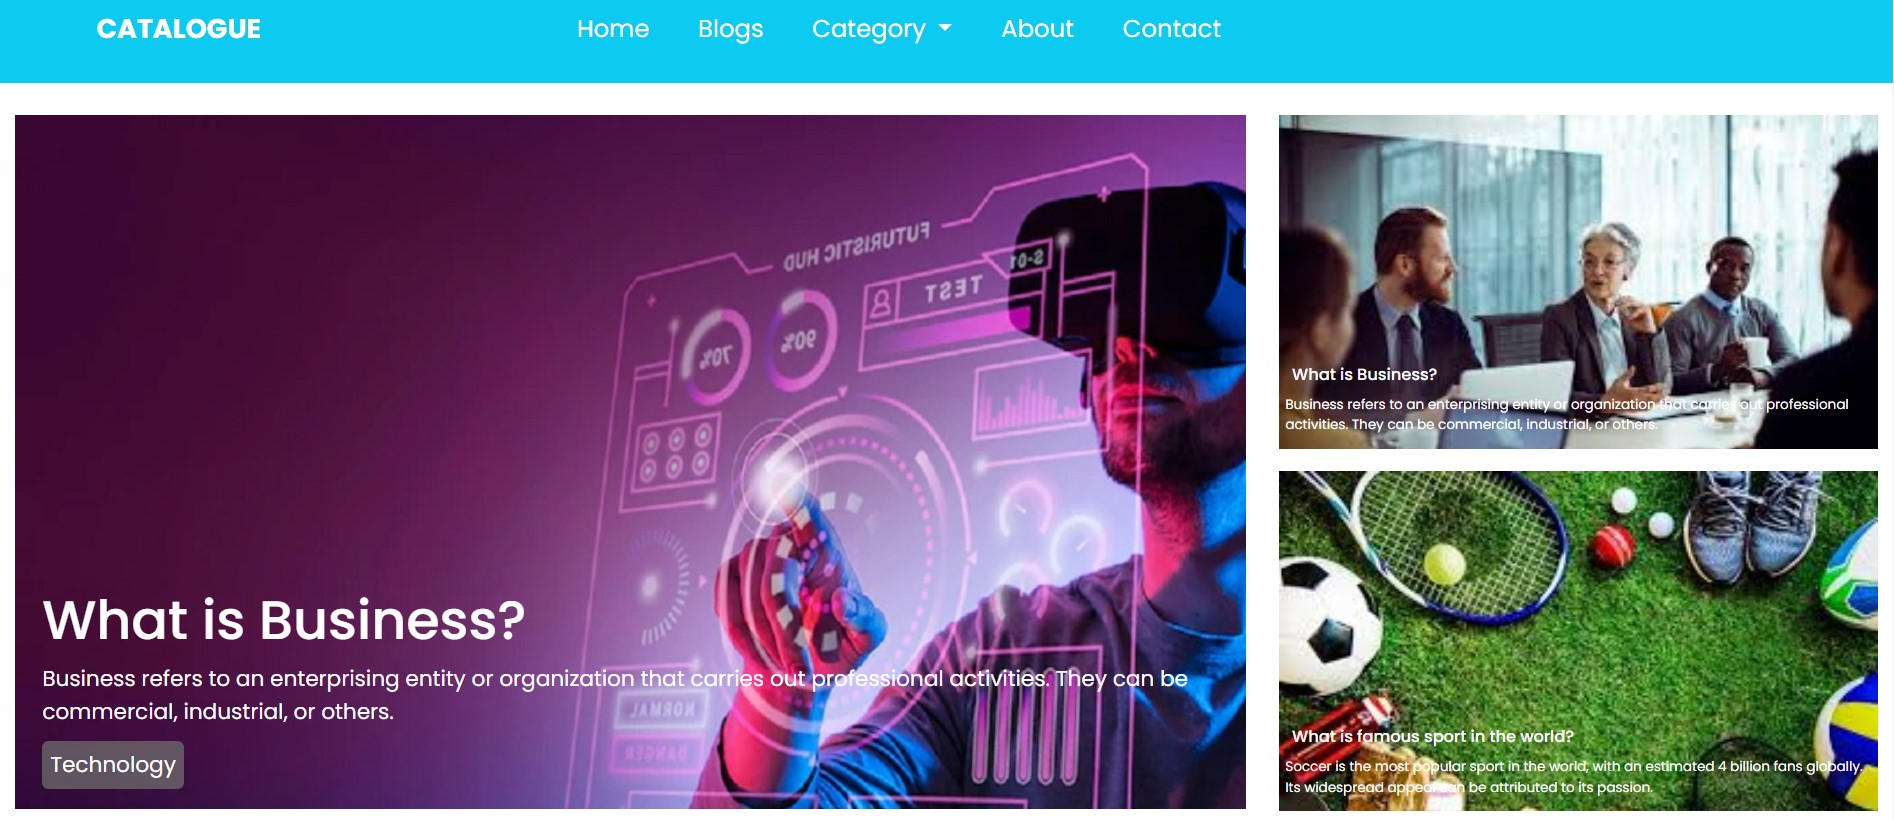 CATALOGUE
Home Blogs Category About Contact
FUTURISTIC HUD
S-01
TEST
70%
90%
What is Business?
Business refers to an enterprising entity or organization that carries out professional activities. They can be
commercial, industrial, or others.
NORMAL
DANGER
Technology
What is Business?
Business refers to an enterprising entity or organization that carries out professional
activities. They can be commercial, industrial, or others.
What is famous sport in the world?
Soccer is the most popular sport in the world, with an estimated 4 billion fans globally.
Its widespread appeal can be attributed to its passion.